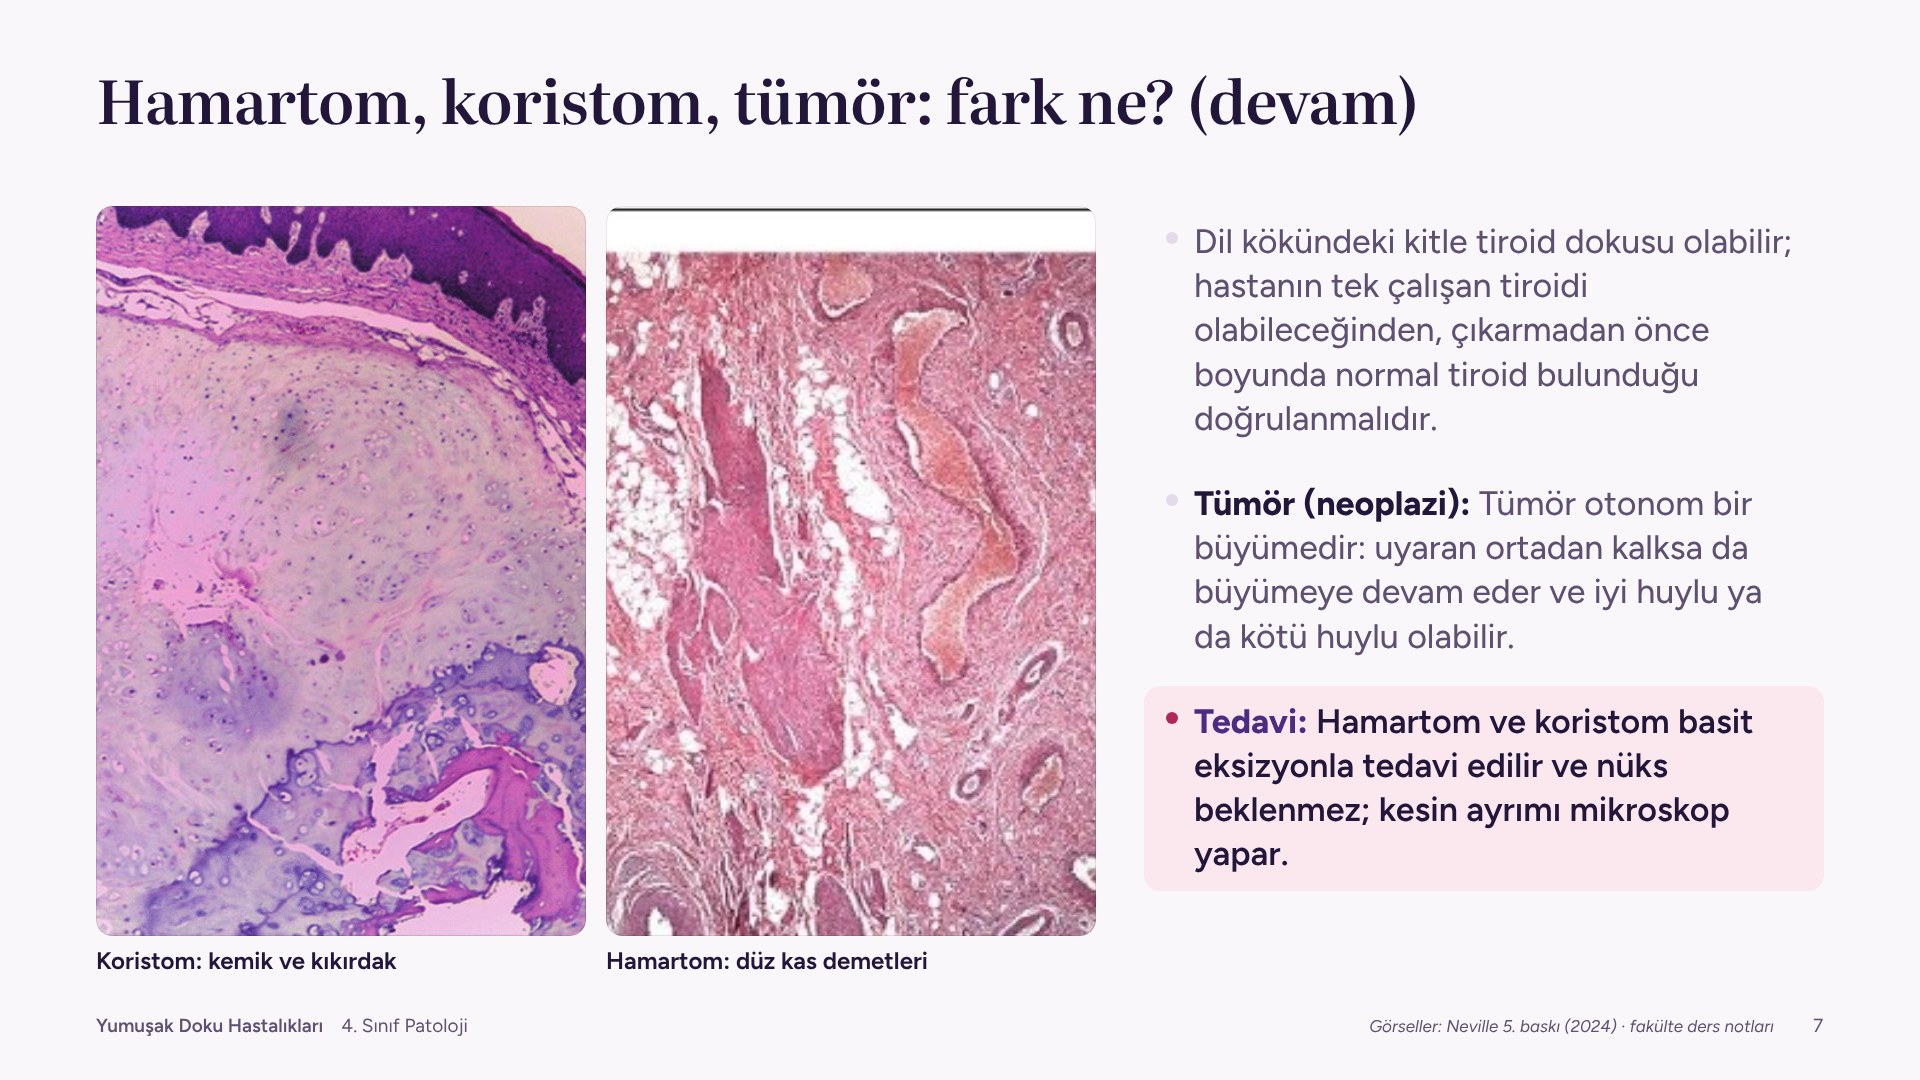 Hamartom, koristom, tümör: fark ne? (devam)
Dil kökündeki kitle tiroid dokusu olabilir;
hastanın tek çalışan tiroidi
olabileceğinden, çıkarmadan önce
boyunda normal tiroid bulunduğu
doğrulanmalıdır.
Tümör (neoplazi): Tümör otonom bir
büyümedir: uyaran ortadan kalksa da
büyümeye devam eder ve iyi huylu ya
da kötü huylu olabilir.
Tedavi: Hamartom ve koristom basit
eksizyonla tedavi edilir ve nüks
beklenmez; kesin ayrımı mikroskop
yapar.
Koristom: kemik ve kıkırdak
Hamartom: düz kas demetleri
Yumuşak Doku Hastalıkları 4. Sınıf Patoloji
Görseller: Neville 5. baskı (2024) · fakülte ders notları 7